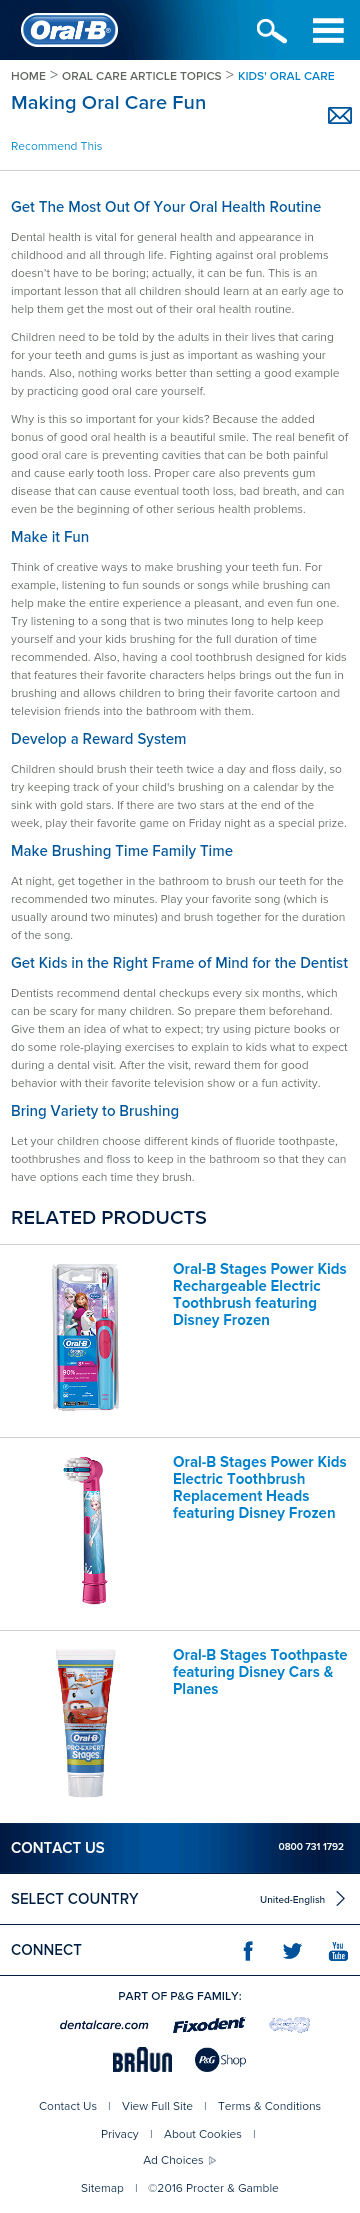 Oral-B
HOME > ORAL CARE ARTICLE TOPICS > KIDS' ORAL CARE
Making Oral Care Fun
Recommend This
Get The Most Out Of Your Oral Health Routine
Dental health is vital for general health and appearance in
childhood and all through life. Fighting against oral problems
doesn't have to be boring; actually, it can be fun. This is an
important lesson that all children should learn at an early age to
help them get the most out of their oral health routine.
Children need to be told by the adults in their lives that caring
for your teeth and gums is just as important as washing your
hands. Also, nothing works better than setting a good example
by practicing good oral care yourself.
Why is this so important for your kids? Because the added
bonus of good oral health is a beautiful smile. The real benefit of
good oral care is preventing cavities that can be both painful
and cause early tooth loss. Proper care also prevents gum
disease that can cause eventual tooth loss, bad breath, and can
even be the beginning of other serious health problems.
Make it Fun
Think of creative ways to make brushing your teeth fun. For
example, listening to fun sounds or songs while brushing can
help make the entire experience a pleasant, and even fun one.
Try listening to a song that is two minutes long to help keep
yourself and your kids brushing for the full duration of time
recommended. Also, having a cool toothbrush designed for kids
that features their favorite characters helps brings out the fun in
brushing and allows children to bring their favorite cartoon and
television friends into the bathroom with them.
Develop a Reward System
Children should brush their teeth twice a day and floss daily, so
try keeping track of your child's brushing on a calendar by the
sink with gold stars. If there are two stars at the end of the
week, play their favorite game on Friday night as a special prize.
Make Brushing Time Family Time
At night, get together in the bathroom to brush our teeth for the
recommended two minutes. Play your favorite song (which is
usually around two minutes) and brush together for the duration
of the song.
Get Kids in the Right Frame of Mind for the Dentist
Dentists recommend dental checkups every six months, which
can be scary for many children. So prepare them beforehand.
Give them an idea of what to expect; try using picture books or
do some role-playing exercises to explain to kids what to expect
during a dental visit. After the visit, reward them for good
behavior with their favorite television show or a fun activity.
Bring Variety to Brushing
Let your children choose different kinds of fluoride toothpaste,
toothbrushes and floss to keep in the bathroom so that they can
have options each time they brush.
RELATED PRODUCTS
Oral-B Stages Power Kids
Rechargeable Electric
Toothbrush featuring
Disney Frozen
Oral-B
Stages
90%
Oral-B Stages Power Kids
Electric Toothbrush
Replacement Heads
featuring Disney Frozen
Oral-B Stages Toothpaste
featuring Disney Cars &
Planes
Oral-B
PRO-EXPERT
Stages
CONTACT US 0800 731 1792
SELECT COUNTRY United-English
CONNECT You Tube
PART OF P&G FAMILY:
dentalcare.com Fixodent
BRAUN P&G Shop
Contact Us | View Full Site | Terms & Conditions
Privacy | About Cookies |
Ad Choices
Sitemap | ©2016 Procter & Gamble